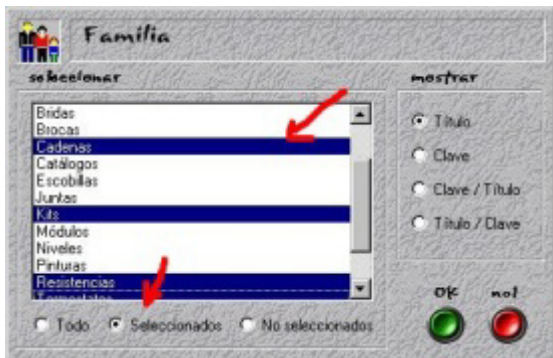 Familia
seleccionar
mostrar
Bridas
Brocas
Cadenas
Catálogos
Escobillas
Juntas
Kits
Módulos
Niveles
Pinturas
Resistencias
Termostatos
Título
Clave
Clave / Título
Título / Clave
Todo
Seleccionados
No seleccionados
OK
no!